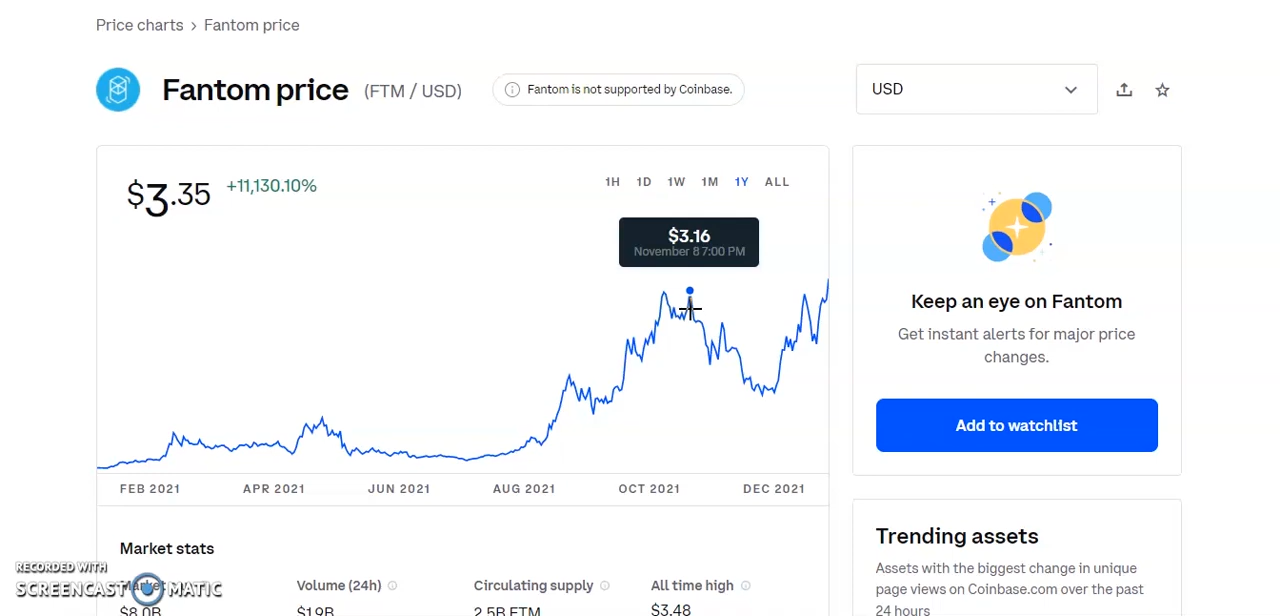 Price charts > Fantom price
Fantom price (FTM / USD)
Fantom is not supported by Coinbase.
USD
$3.35 +11,130.10%
1H 1D 1W 1M 1Y ALL
$3.16
November 8 7:00 PM
FEB 2021 APR 2021 JUN 2021 AUG 2021 OCT 2021 DEC 2021
Keep an eye on Fantom
Get instant alerts for major price
changes.
Add to watchlist
Market stats
Volume (24h) Circulating supply All time high
$8.0B $1.9B 2.5B FTM $3.48
Trending assets
Assets with the biggest change in unique
page views on Coinbase.com over the past
24 hours
RECORDED WITH
SCREENCAST MATIC